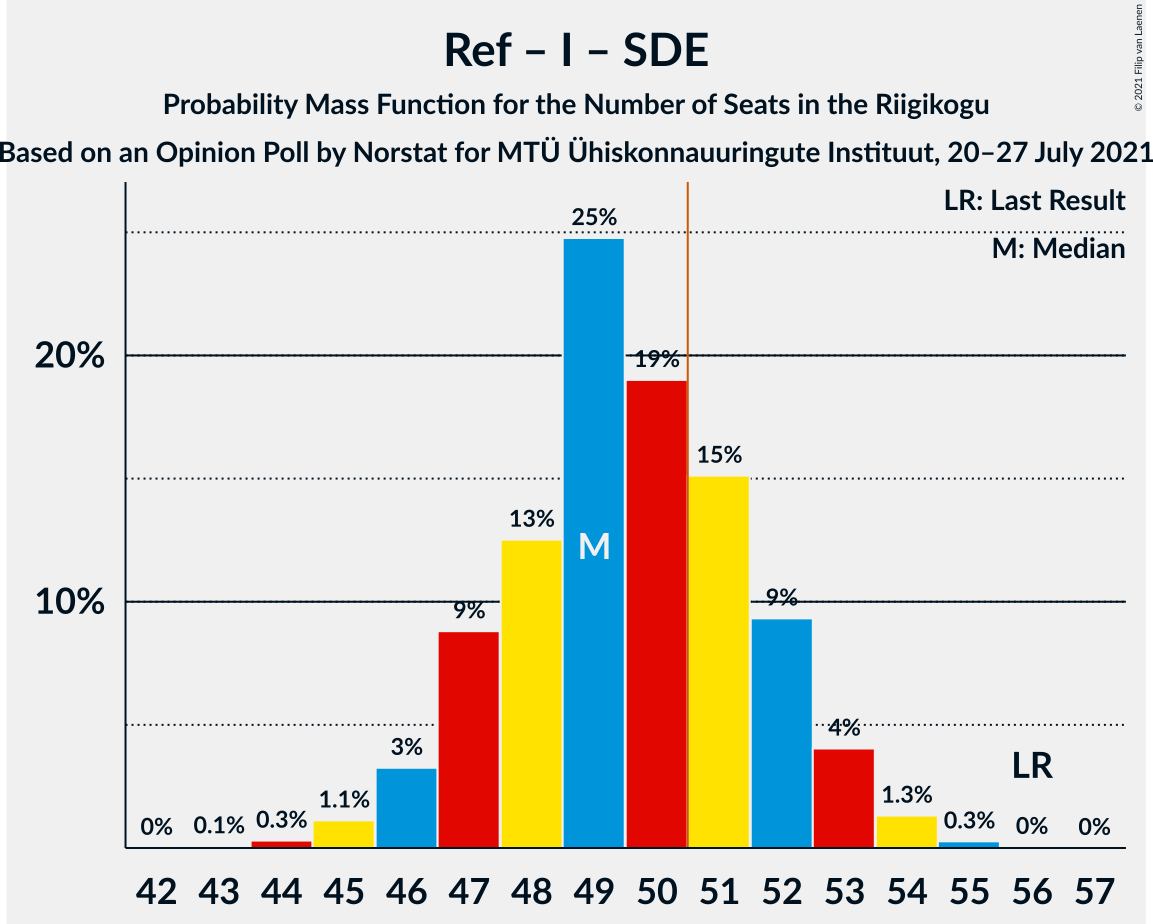 Ref – I – SDE
Probability Mass Function for the Number of Seats in the Riigikogu
Based on an Opinion Poll by Norstat for MTÜ Ühiskonnauuringute Instituut, 20–27 July 2021
© 2021 Filip van Laenen
LR: Last Result
M: Median
20%
10%
0%
0.1%
0.3%
1.1%
3%
9%
13%
25%
19%
15%
9%
4%
1.3%
0.3%
0%
0%
M
LR
42 43 44 45 46 47 48 49 50 51 52 53 54 55 56 57